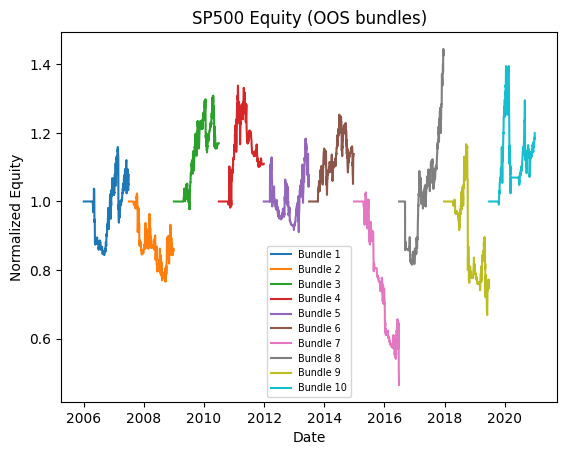 SP500 Equity (OOS bundles)
Normalized Equity
1.4
1.2
1.0
0.8
0.6
Bundle 1
Bundle 2
Bundle 3
Bundle 4
Bundle 5
Bundle 6
Bundle 7
Bundle 8
Bundle 9
Bundle 10
2006 2008 2010 2012 2014 2016 2018 2020
Date